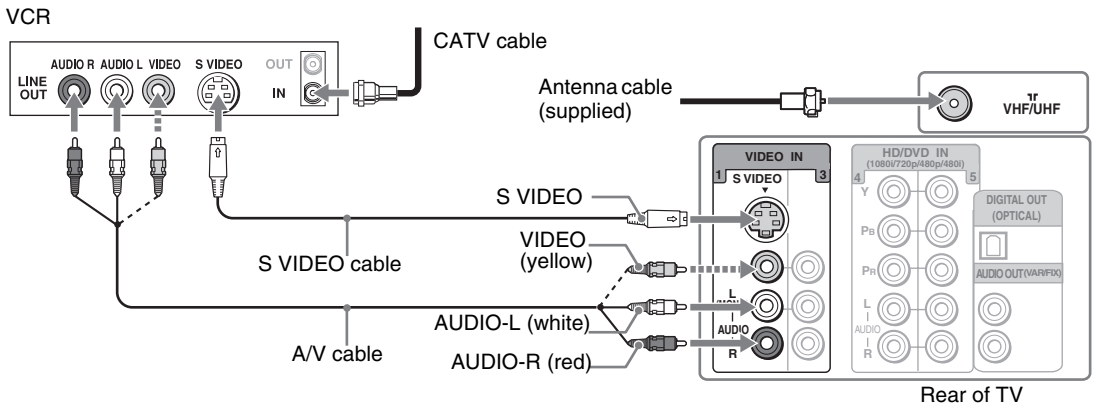 VCR
CATV cable
AUDIO R AUDIO L VIDEO S VIDEO OUT
LINE OUT
IN
Antenna cable
(supplied)
VHF/UHF
VIDEO IN
1 3
S VIDEO
HD/DVD IN
(1080i/720p/480p/480i)
4 5
Y
PB
PR
L
AUDIO
R
DIGITAL OUT
(OPTICAL)
AUDIO OUT(VAR/FIX)
S VIDEO
VIDEO
(yellow)
S VIDEO cable
L
AUDIO
R
AUDIO-L (white)
A/V cable
AUDIO-R (red)
Rear of TV